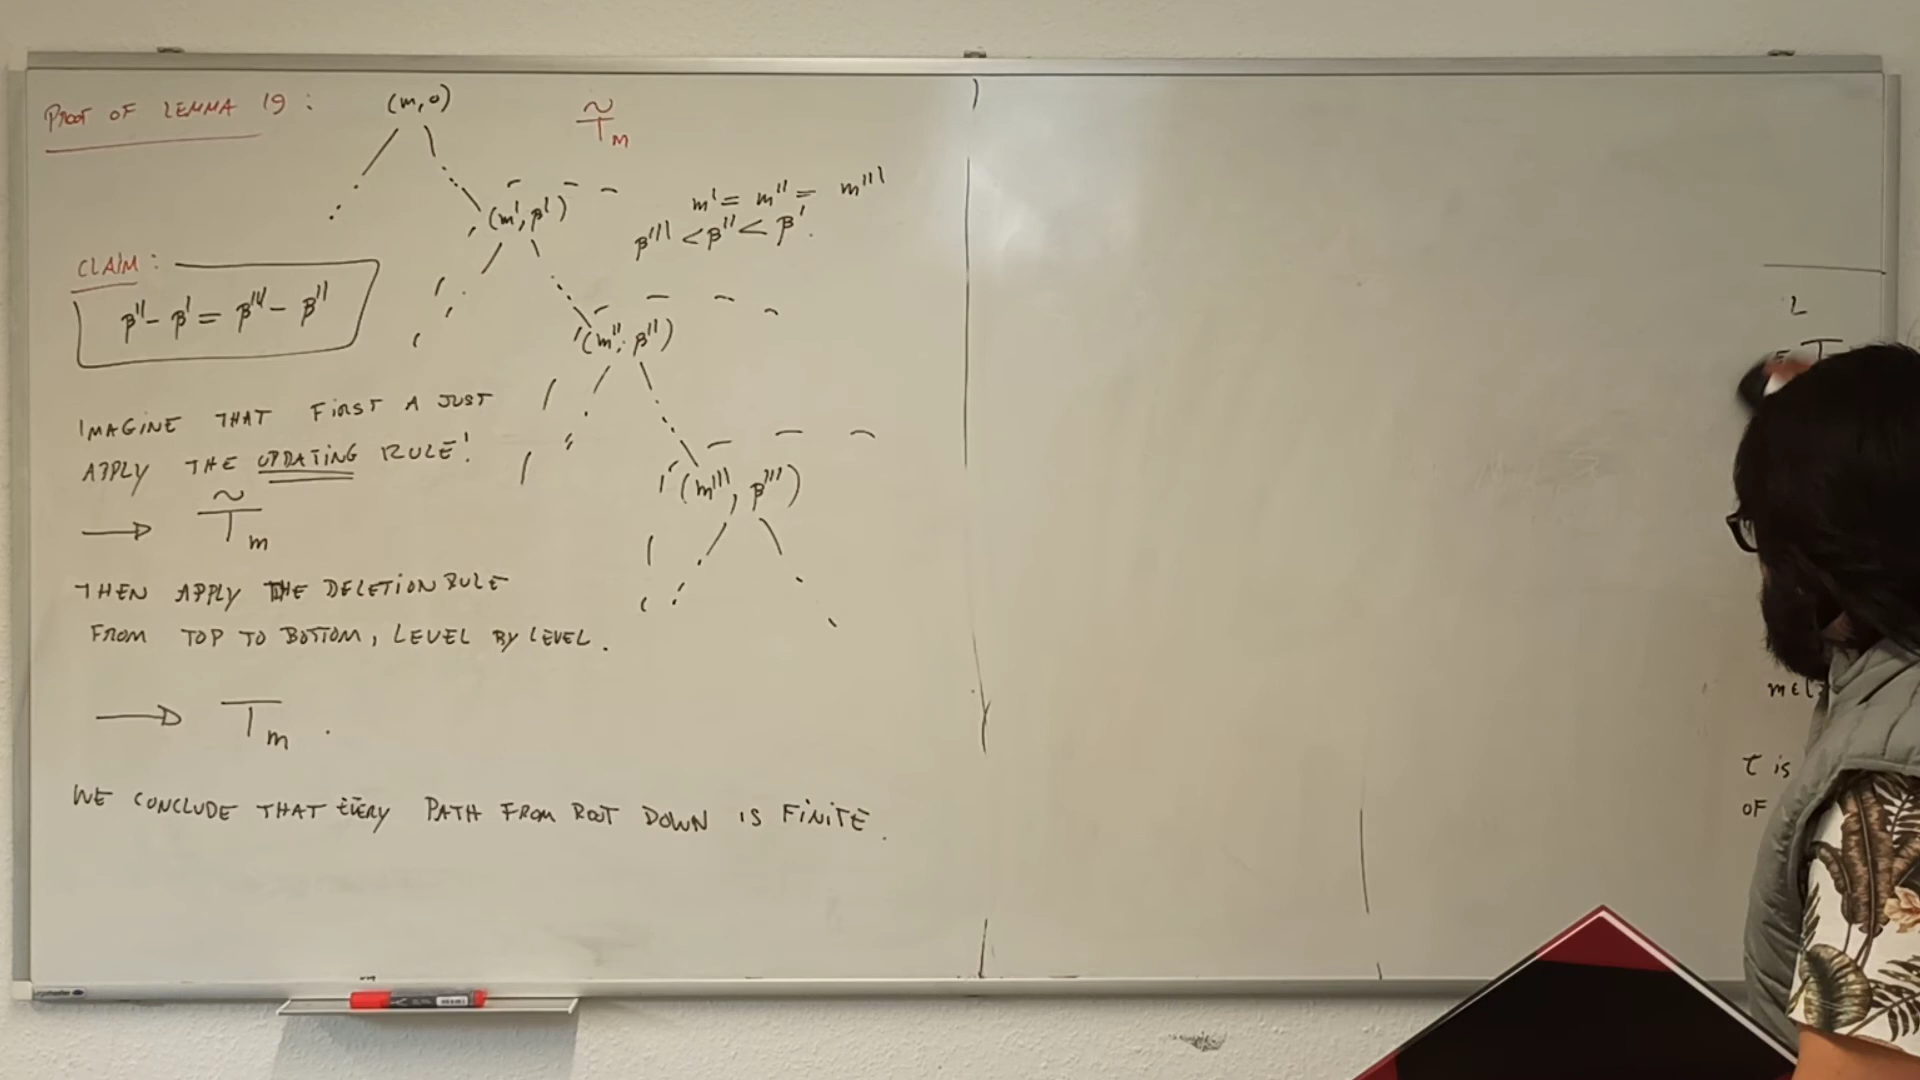 PROOF OF LEMMA 19 :
(m, 0)
T̃m
(m', β')
m' = m'' = m'''
β''' < β'' < β'.
CLAIM :
β'' - β' = β''' - β''
(m'', β'')
IMAGINE THAT FIRST A JUST
APPLY THE UPDATING RULE!
T̃m
(m''', β''')
THEN APPLY THE DELETION RULE
FROM TOP TO BOTTOM, LEVEL BY LEVEL.
Tm .
WE CONCLUDE THAT EVERY PATH FROM ROOT DOWN IS FINITE.
L
τ is
OF